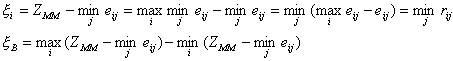 ξ_i = Z_MM − min_j e_ij = max_i min_j e_ij − min_j e_ij = min_j (max_i e_ij − e_ij) = min_j r_ij
ξ_B = max_i (Z_MM − min_j e_ij) − min_i (Z_MM − min_j e_ij)